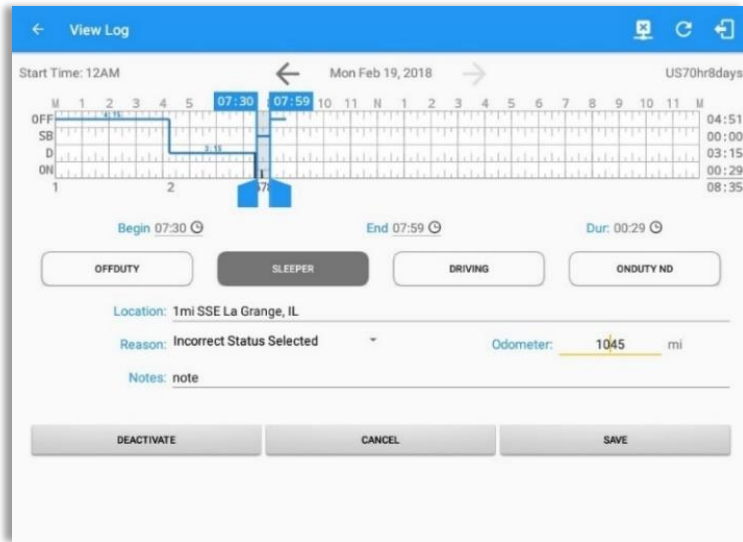 View Log
Start Time: 12AM Mon Feb 19, 2018 US70hr8days
M 1 2 3 4 5 07:30 07:59 10 11 N 1 2 3 4 5 6 7 8 9 10 11 M
OFF 4:15 04:51
SB 00:00
D 3:15 03:15
ON 00:29
1 2 08:35
Begin 07:30 End 07:59 Dur: 00:29
OFFDUTY SLEEPER DRIVING ONDUTY ND
Location: 1mi SSE La Grange, IL
Reason: Incorrect Status Selected Odometer: 1045 mi
Notes: note
DEACTIVATE CANCEL SAVE